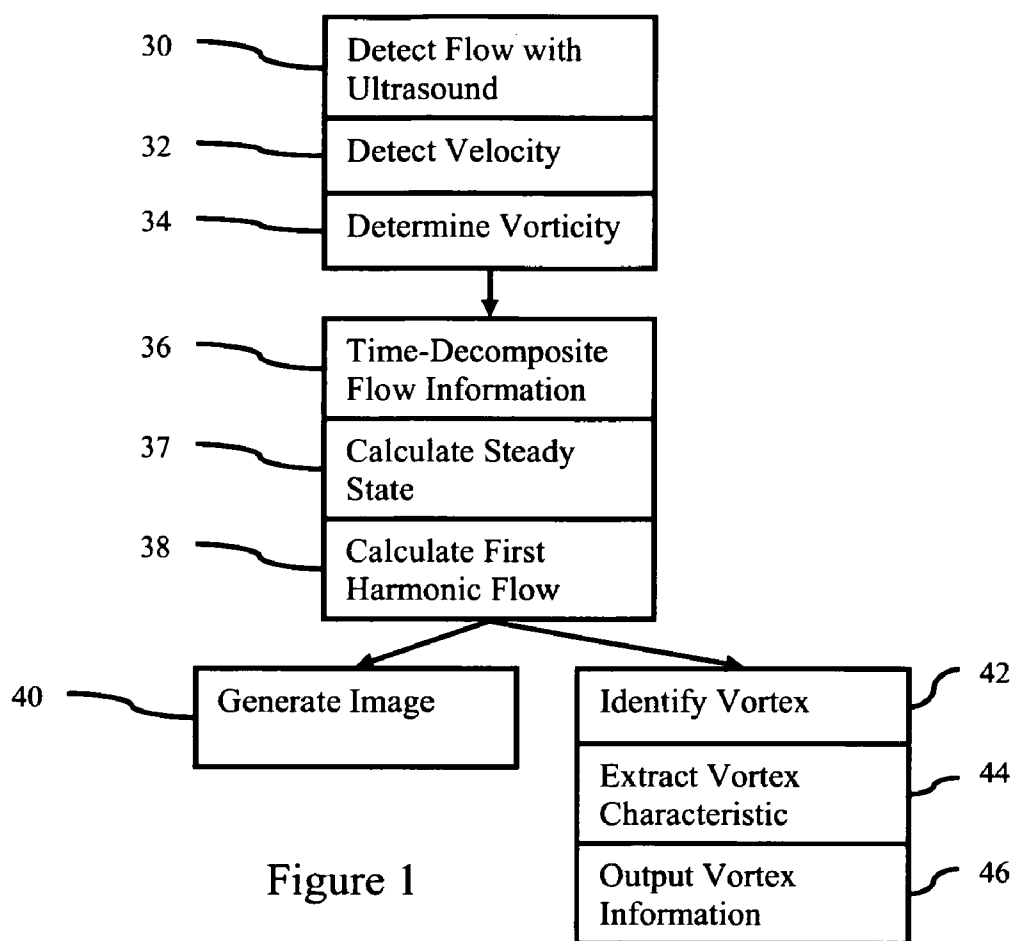 30
Detect Flow with
Ultrasound
32
Detect Velocity
34
Determine Vorticity
36
Time-Decomposite
Flow Information
37
Calculate Steady
State
38
Calculate First
Harmonic Flow
40
Generate Image
Identify Vortex
42
Extract Vortex
Characteristic
44
Output Vortex
Information
46
Figure 1